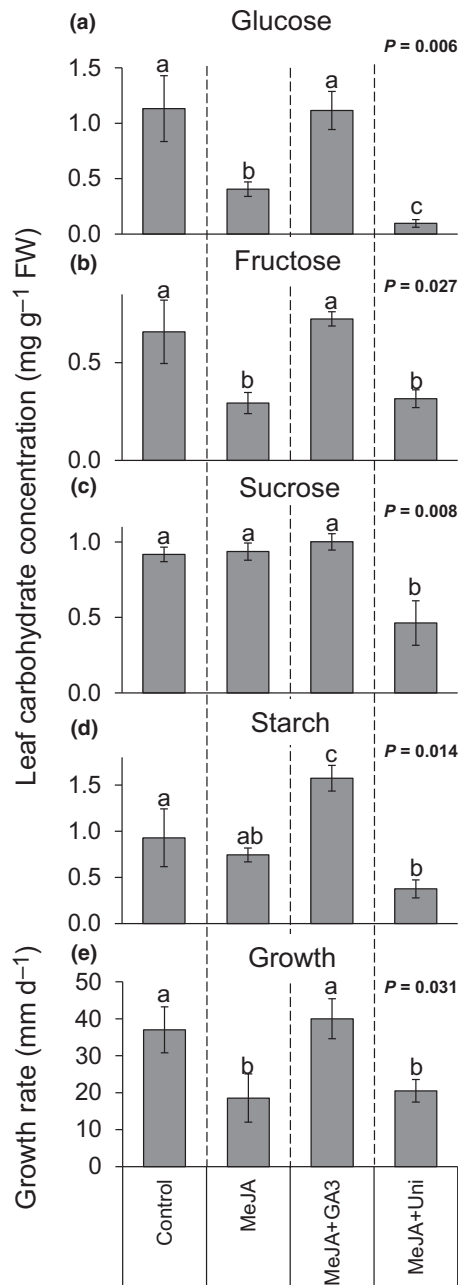 (a) Glucose
P = 0.006
1.5
1.0
0.5
0.0
a
b
a
c
(b) Fructose
P = 0.027
0.5
0.0
a
b
a
b
(c) Sucrose
P = 0.008
1.0
0.5
0.0
a
a
a
b
(d) Starch
P = 0.014
1.5
1.0
0.5
0.0
a
ab
c
b
(e) Growth
P = 0.031
50
40
30
20
10
0
a
b
a
b
Leaf carbohydrate concentration (mg g⁻¹ FW)
Growth rate (mm d⁻¹)
Control
MeJA
MeJA+GA3
MeJA+Uni